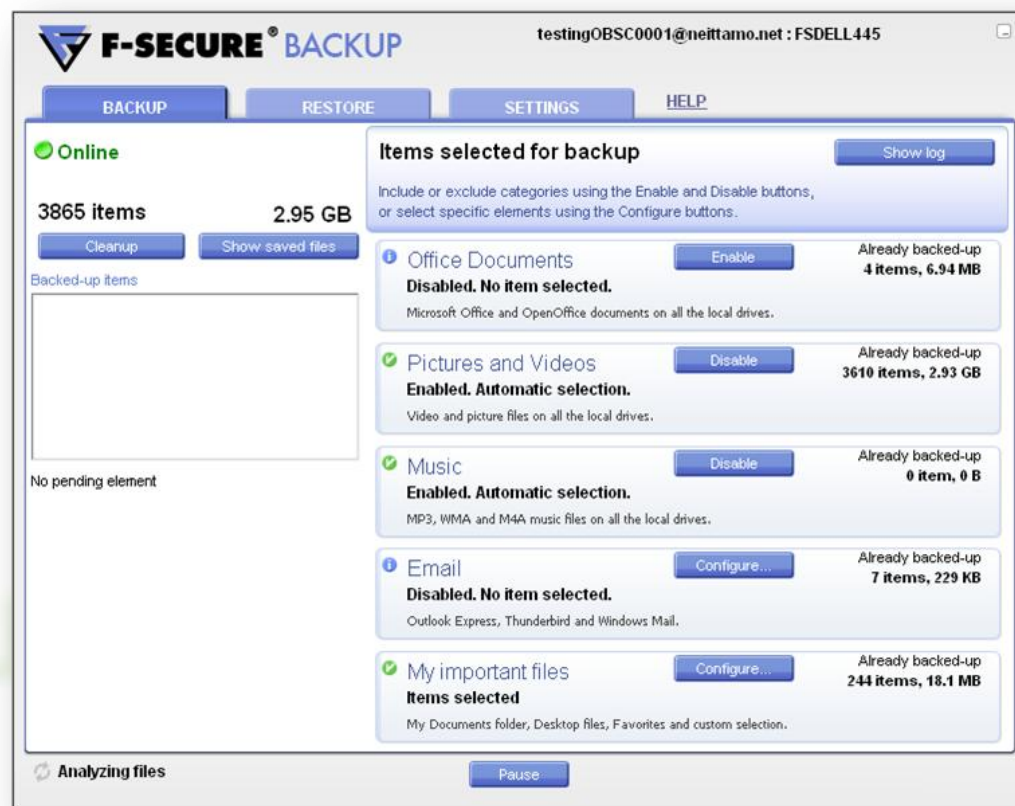 F-SECURE® BACKUP
testingOBSC0001@neittamo.net : FSDELL445
BACKUP
RESTORE
SETTINGS
HELP
Online
3865 items 2.95 GB
Cleanup
Show saved files
Backed-up items
No pending element
Items selected for backup
Show log
Include or exclude categories using the Enable and Disable buttons,
or select specific elements using the Configure buttons.
Office Documents
Enable
Already backed-up
4 items, 6.94 MB
Disabled. No item selected.
Microsoft Office and OpenOffice documents on all the local drives.
Pictures and Videos
Disable
Already backed-up
3610 items, 2.93 GB
Enabled. Automatic selection.
Video and picture files on all the local drives.
Music
Disable
Already backed-up
0 item, 0 B
Enabled. Automatic selection.
MP3, WMA and M4A music files on all the local drives.
Email
Configure...
Already backed-up
7 items, 229 KB
Disabled. No item selected.
Outlook Express, Thunderbird and Windows Mail.
My important files
Configure...
Already backed-up
244 items, 18.1 MB
Items selected
My Documents folder, Desktop files, Favorites and custom selection.
Analyzing files
Pause